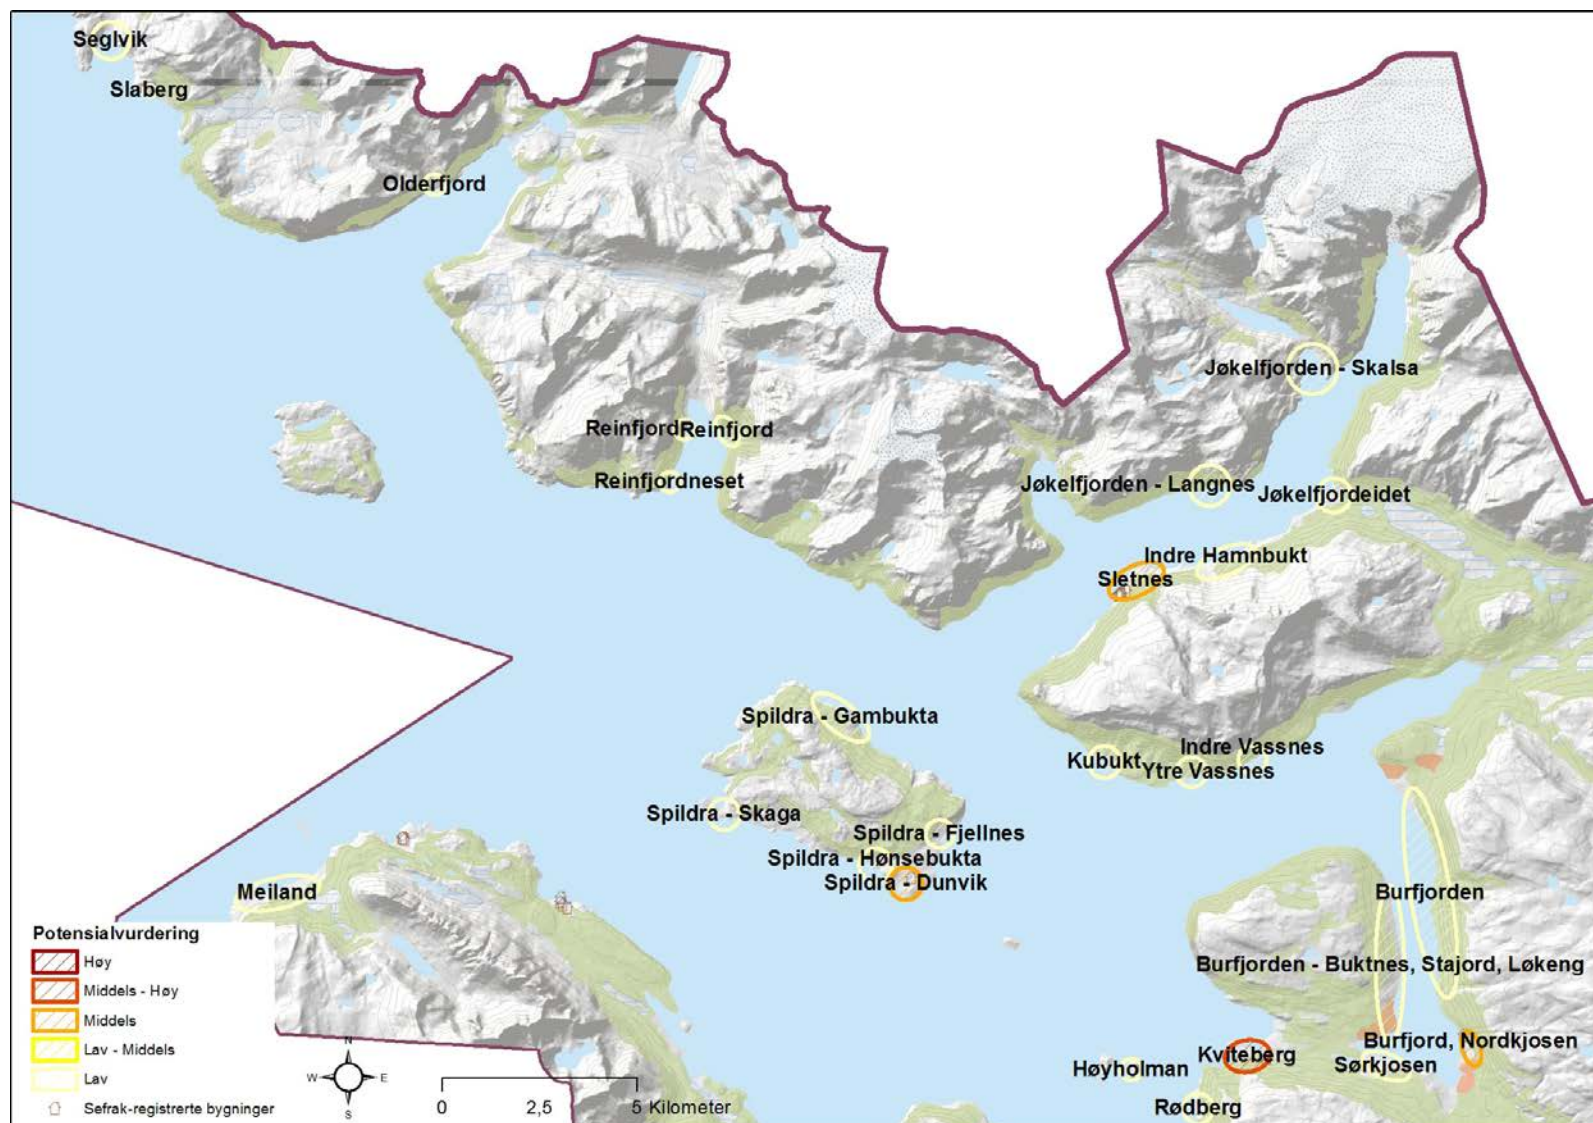 Seglvik
Slaberg
Olderfjord
Jøkelfjorden - Skalsa
Reinfjord
Reinfjord
Reinfjordneset
Jøkelfjorden - Langnes
Jøkelfjordeidet
Indre Hamnbukt
Sletnes
Spildra - Gambukta
Indre Vassnes
Kubukt
Ytre Vassnes
Spildra - Skaga
Spildra - Fjellnes
Spildra - Hønsebukta
Spildra - Dunvik
Meiland
Burfjorden
Burfjorden - Buktnes, Stajord, Løkeng
Burfjord, Nordkjosen
Kviteberg
Sørkjosen
Høyholman
Rødberg
Potensialvurdering
Høy
Middels - Høy
Middels
Lav - Middels
Lav
Sefrak-registrerte bygninger
N
W
E
S
0 2,5 5 Kilometer